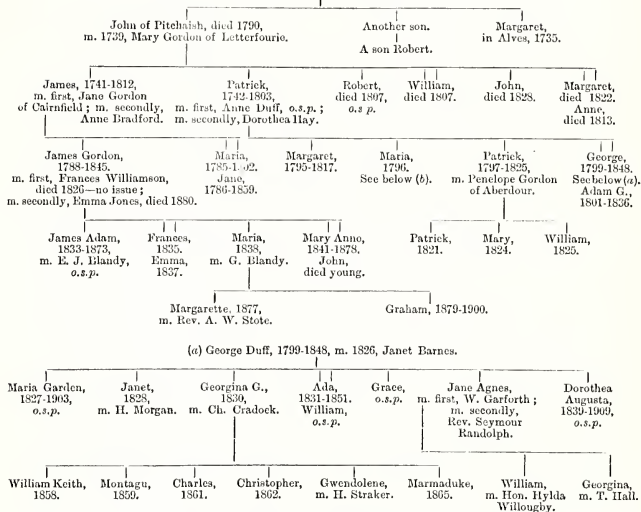 John of Pitchaish, died 1790,
m. 1739, Mary Gordon of Letterfourie.
Another son.
A son Robert.
Margaret,
in Alves, 1735.
James, 1741-1812,
m. first, Jane Gordon
of Cairnfield; m. secondly,
Anne Bradford.
Patrick,
1742-1803,
m. first, Anne Duff, o.s.p.;
m. secondly, Dorothea Hay.
Robert,
died 1807,
o.s.p.
William,
died 1807.
John,
died 1828.
Margaret,
died 1822.
Anne,
died 1813.
James Gordon,
1788-1845.
m. first, Frances Williamson,
died 1826—no issue;
m. secondly, Emma Jones, died 1880.
Maria,
Jane,
1786-1859.
Margaret,
1795-1817.
Maria,
1796.
See below (b).
Patrick,
1797-1825,
m. Penelope Gordon
of Aberdour.
George,
1799-1848.
See below (a).
Adam G.,
1801-1836.
James Adam,
1833-1873,
m. E. J. Blandy,
o.s.p.
Frances,
1835.
Emma,
1837.
Maria,
1838,
m. G. Blandy.
Mary Anne,
1841-1878.
John,
died young.
Patrick,
1821.
Mary,
1824.
William,
1825.
Margarette, 1877,
m. Rev. A. W. Stote.
Graham, 1879-1900.
(a) George Duff, 1799-1848, m. 1826, Janet Barnes.
Maria Garden,
1827-1903,
o.s.p.
Janet,
1828,
m. H. Morgan.
Georgina G.,
1830,
m. Ch. Cradock.
Ada,
1831-1851.
William,
o.s.p.
Grace,
o.s.p.
Jane Agnes,
m. first, W. Garforth;
m. secondly,
Rev. Seymour
Randolph.
Dorothea
Augusta,
1839-1909,
o.s.p.
William Keith,
1858.
Montagu,
1859.
Charles,
1861.
Christopher,
1862.
Gwendolene,
m. H. Straker.
Marmaduke,
1865.
William,
m. Hon. Hylda
Willougby.
Georgina,
m. T. Hall.